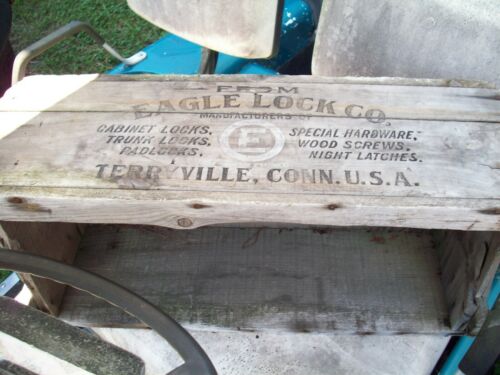 FROM
EAGLE LOCK CO.
MANUFACTURERS OF
CABINET LOCKS,
TRUNK LOCKS,
PADLOCKS,
E
SPECIAL HARDWARE,
WOOD SCREWS,
NIGHT LATCHES.
TERRYVILLE, CONN. U.S.A.